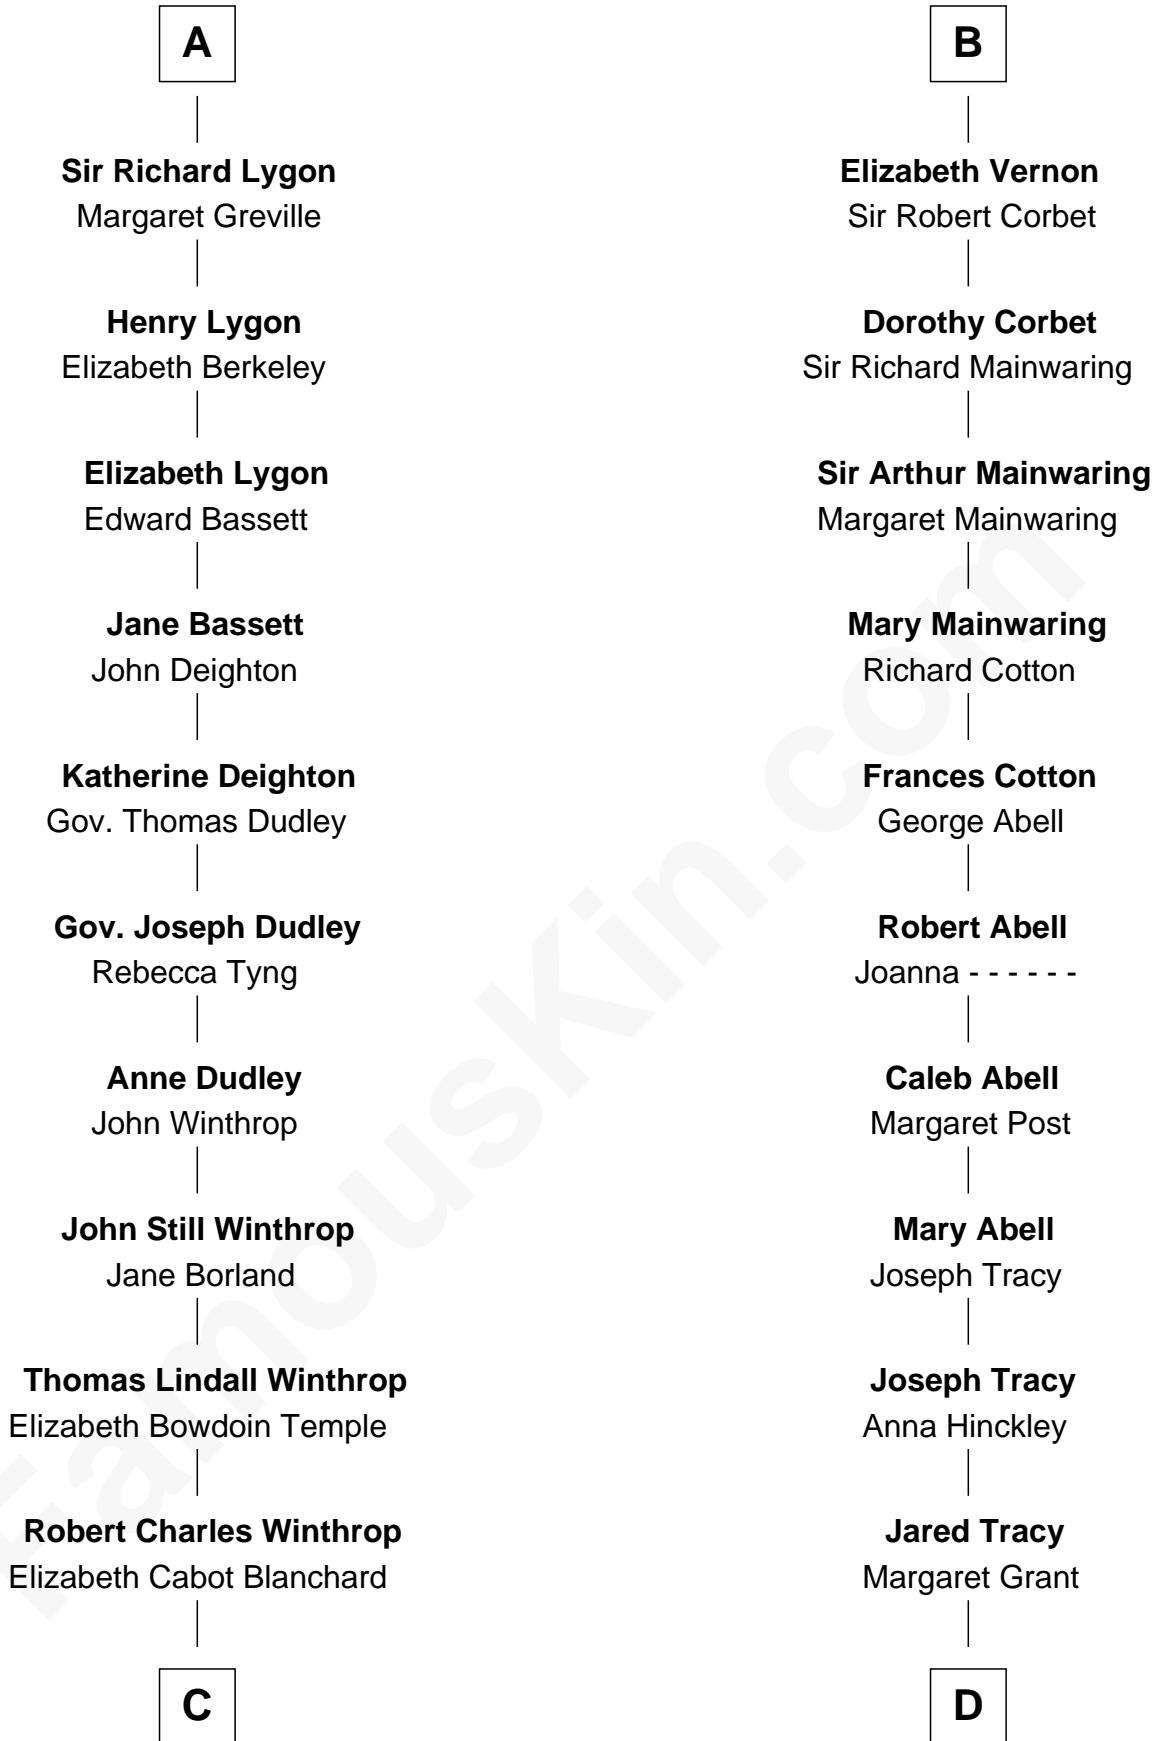 A
Sir Richard Lygon
Margaret Greville
Henry Lygon
Elizabeth Berkeley
Elizabeth Lygon
Edward Bassett
Jane Bassett
John Deighton
Katherine Deighton
Gov. Thomas Dudley
Gov. Joseph Dudley
Rebecca Tyng
Anne Dudley
John Winthrop
John Still Winthrop
Jane Borland
Thomas Lindall Winthrop
Elizabeth Bowdoin Temple
Robert Charles Winthrop
Elizabeth Cabot Blanchard
C
B
Elizabeth Vernon
Sir Robert Corbet
Dorothy Corbet
Sir Richard Mainwaring
Sir Arthur Mainwaring
Margaret Mainwaring
Mary Mainwaring
Richard Cotton
Frances Cotton
George Abell
Robert Abell
Joanna - - - - - -
Caleb Abell
Margaret Post
Mary Abell
Joseph Tracy
Joseph Tracy
Anna Hinckley
Jared Tracy
Margaret Grant
D
FamousKin.com